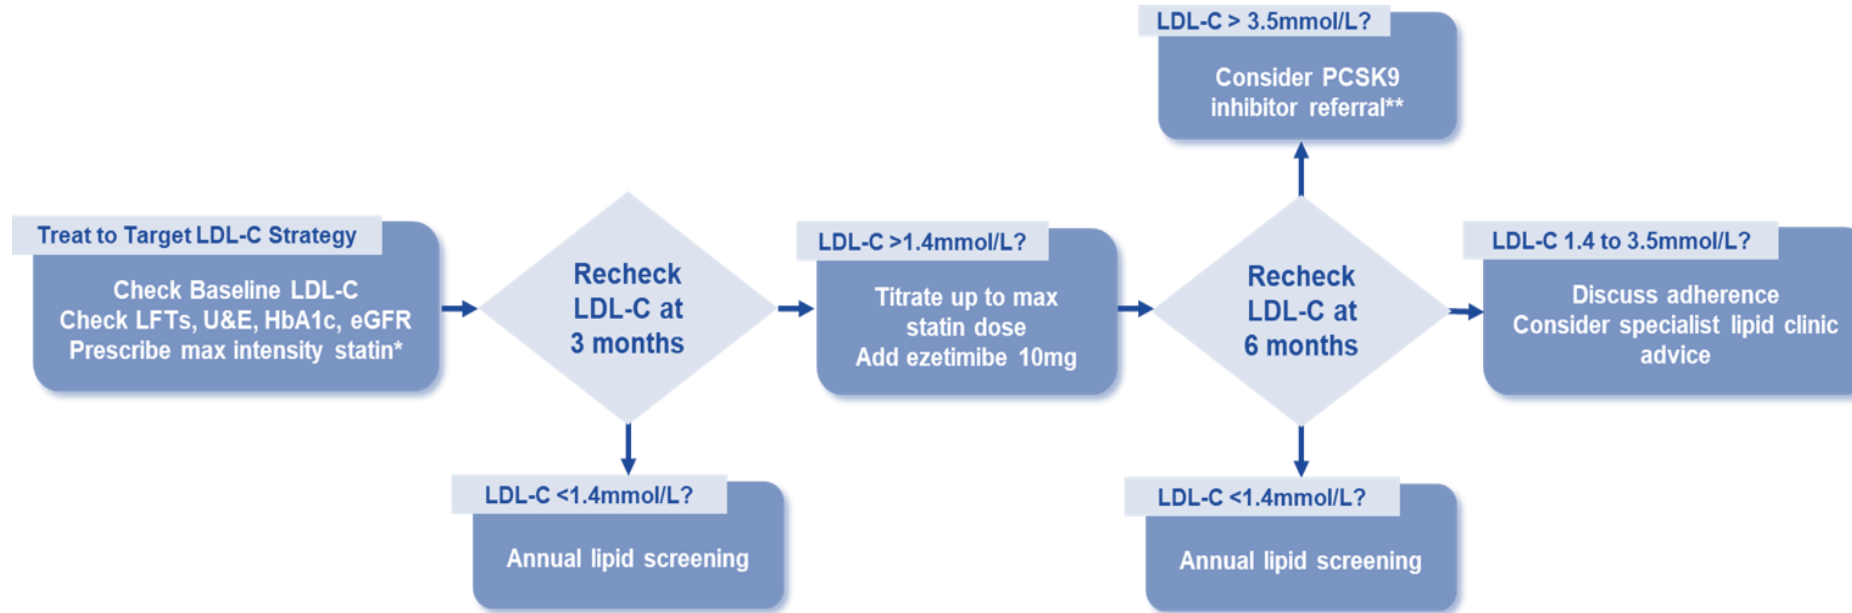 Treat to Target LDL-C Strategy
Check Baseline LDL-C
Check LFTs, U&E, HbA1c, eGFR
Prescribe max intensity statin*
Recheck
LDL-C at
3 months
LDL-C <1.4mmol/L?
Annual lipid screening
LDL-C >1.4mmol/L?
Titrate up to max
statin dose
Add ezetimibe 10mg
Recheck
LDL-C at
6 months
LDL-C > 3.5mmol/L?
Consider PCSK9
inhibitor referral**
LDL-C 1.4 to 3.5mmol/L?
Discuss adherence
Consider specialist lipid clinic
advice
LDL-C <1.4mmol/L?
Annual lipid screening